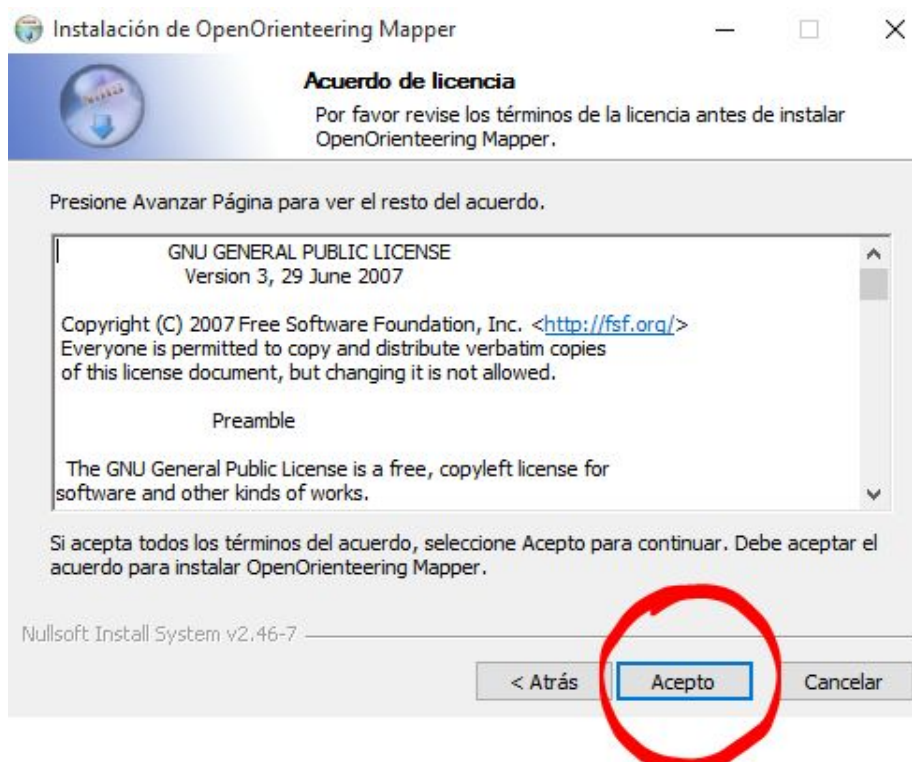 Instalación de OpenOrienteering Mapper
Acuerdo de licencia
Por favor revise los términos de la licencia antes de instalar
OpenOrienteering Mapper.
Presione Avanzar Página para ver el resto del acuerdo.
GNU GENERAL PUBLIC LICENSE
Version 3, 29 June 2007
Copyright (C) 2007 Free Software Foundation, Inc. <http://fsf.org/>
Everyone is permitted to copy and distribute verbatim copies
of this license document, but changing it is not allowed.
Preamble
The GNU General Public License is a free, copyleft license for
software and other kinds of works.
Si acepta todos los términos del acuerdo, seleccione Acepto para continuar. Debe aceptar el
acuerdo para instalar OpenOrienteering Mapper.
Nullsoft Install System v2.46-7
< Atrás Acepto Cancelar